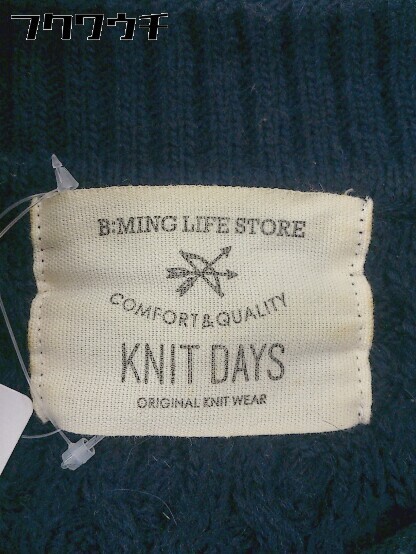 フクワウチ
B:MING LIFE STORE
COMFORT&QUALITY
KNIT DAYS
ORIGINAL KNIT WEAR